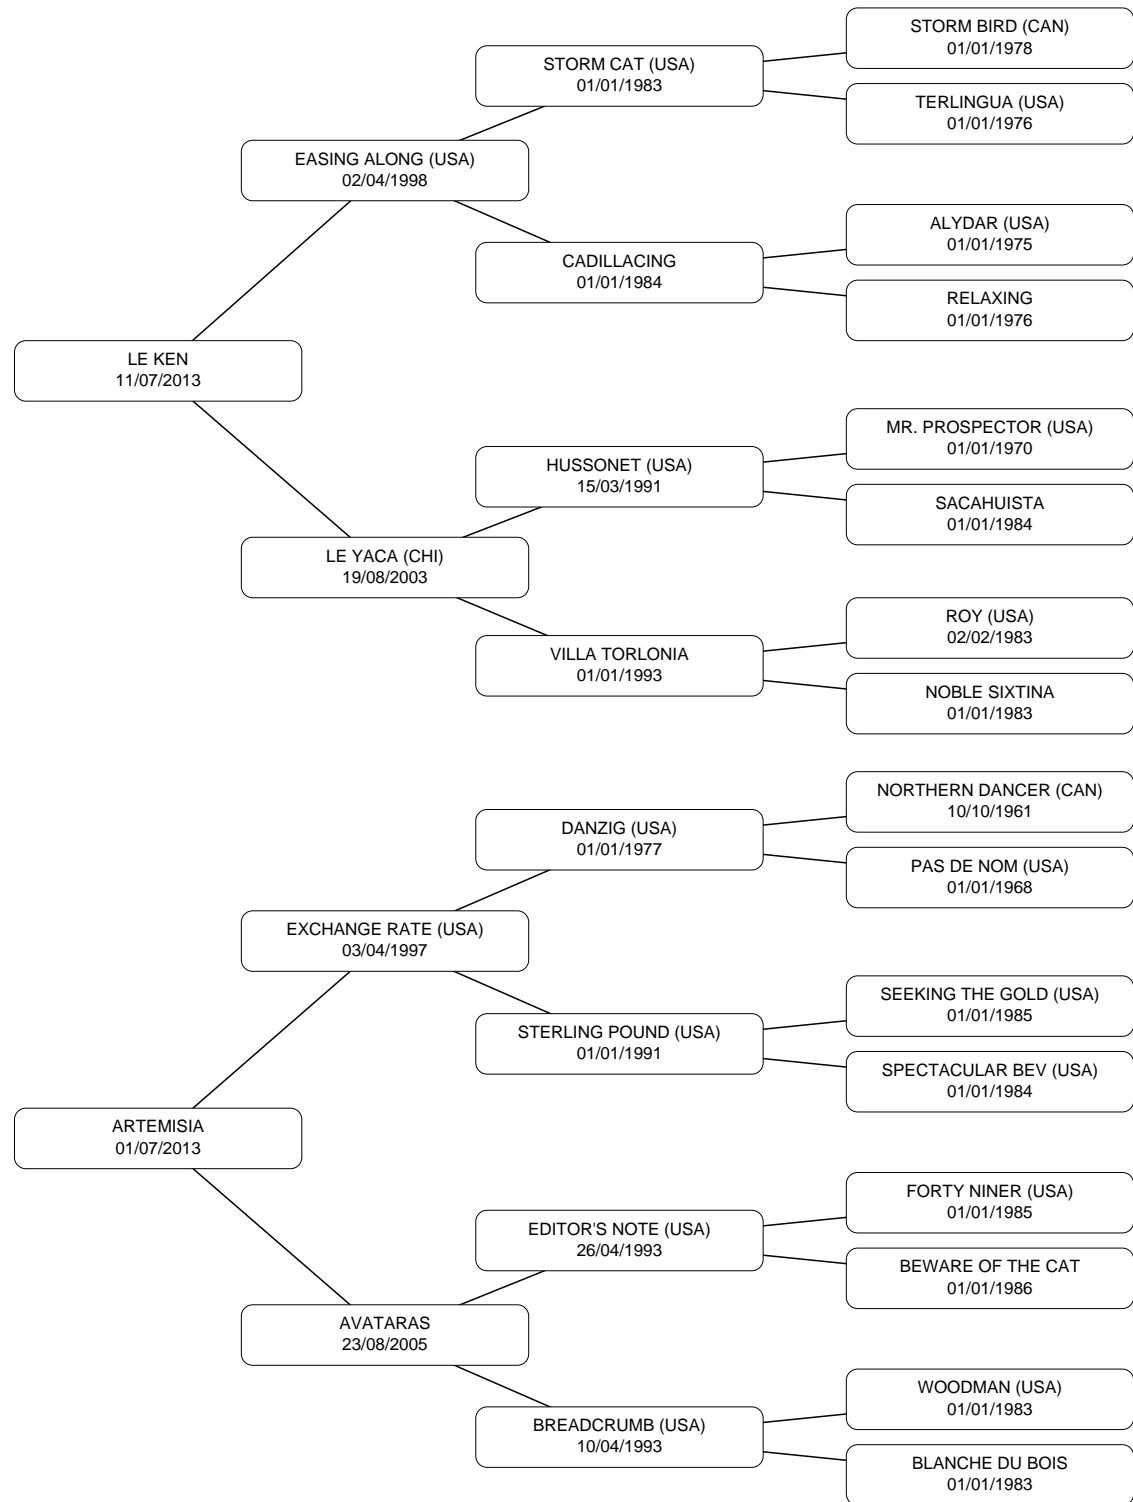 STORM BIRD (CAN)
01/01/1978
STORM CAT (USA)
01/01/1983
TERLINGUA (USA)
01/01/1976
EASING ALONG (USA)
02/04/1998
ALYDAR (USA)
01/01/1975
CADILLACING
01/01/1984
RELAXING
01/01/1976
LE KEN
11/07/2013
MR. PROSPECTOR (USA)
01/01/1970
HUSSONET (USA)
15/03/1991
SACAHUISTA
01/01/1984
LE YACA (CHI)
19/08/2003
ROY (USA)
02/02/1983
VILLA TORLONIA
01/01/1993
NOBLE SIXTINA
01/01/1983
NORTHERN DANCER (CAN)
10/10/1961
DANZIG (USA)
01/01/1977
PAS DE NOM (USA)
01/01/1968
EXCHANGE RATE (USA)
03/04/1997
SEEKING THE GOLD (USA)
01/01/1985
STERLING POUND (USA)
01/01/1991
SPECTACULAR BEV (USA)
01/01/1984
ARTEMISIA
01/07/2013
FORTY NINER (USA)
01/01/1985
EDITOR'S NOTE (USA)
26/04/1993
BEWARE OF THE CAT
01/01/1986
AVATARAS
23/08/2005
WOODMAN (USA)
01/01/1983
BREADCRUMB (USA)
10/04/1993
BLANCHE DU BOIS
01/01/1983